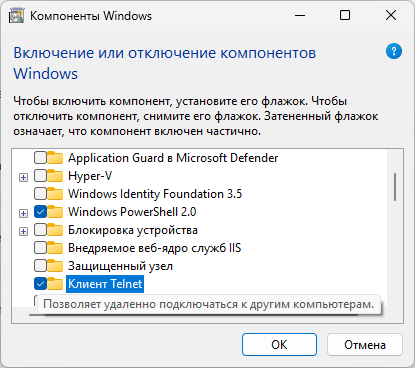 Компоненты Windows
Включение или отключение компонентов
Windows
?
Чтобы включить компонент, установите его флажок. Чтобы
отключить компонент, снимите его флажок. Затененный флажок
означает, что компонент включен частично.
Application Guard в Microsoft Defender
Hyper-V
Windows Identity Foundation 3.5
Windows PowerShell 2.0
Блокировка устройства
Внедряемое веб-ядро служб IIS
Защищенный узел
Клиент Telnet
Позволяет удаленно подключаться к другим компьютерам.
OK
Отмена